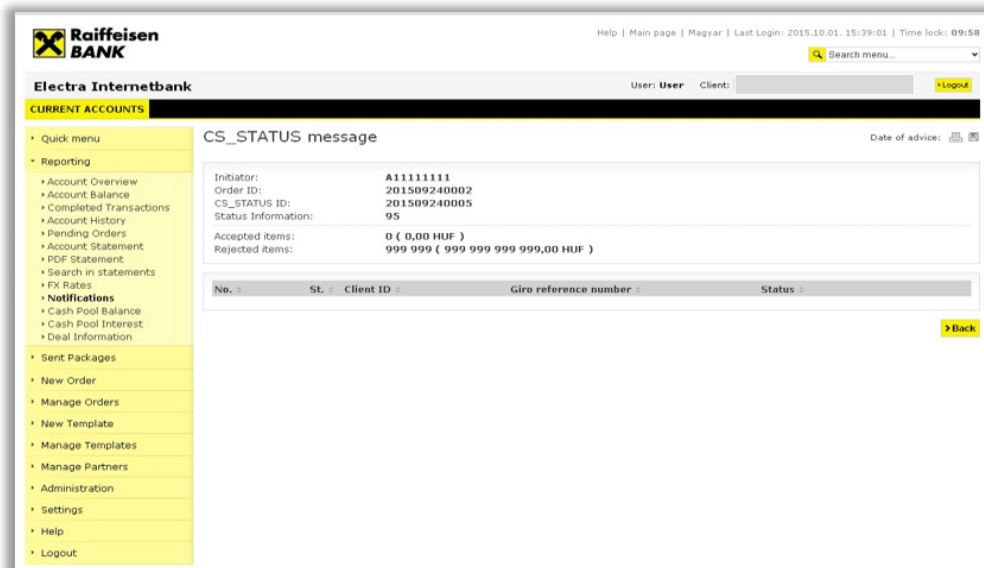 Raiffeisen
BANK
Help | Main page | Magyar | Last Login: 2015.10.01. 15:39:01 | Time lock: 09:58
Search menu...
Electra Internetbank
User: User Client:
Logout
CURRENT ACCOUNTS
Quick menu
Reporting
Account Overview
Account Balance
Completed Transactions
Account History
Pending Orders
Account Statement
PDF Statement
Search in statements
FX Rates
Notifications
Cash Pool Balance
Cash Pool Interest
Deal Information
Sent Packages
New Order
Manage Orders
New Template
Manage Templates
Manage Partners
Administration
Settings
Help
Logout
CS_STATUS message
Date of advice:
Initiator: A11111111
Order ID: 201509240002
CS_STATUS ID: 201509240005
Status Information: 95
Accepted items: 0 ( 0,00 HUF )
Rejected items: 999 999 ( 999 999 999 999,00 HUF )
No. St. Client ID Giro reference number Status
Back